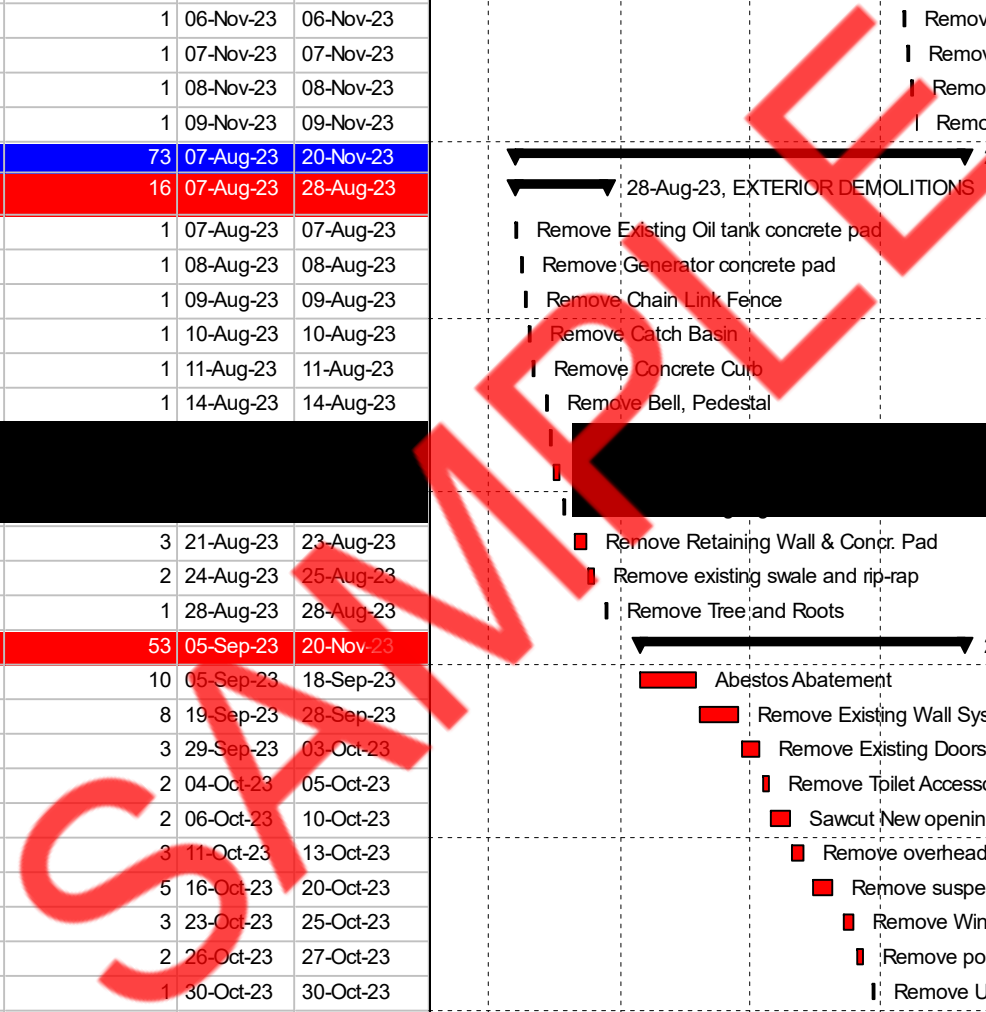 1 06-Nov-23 06-Nov-23 Remov
1 07-Nov-23 07-Nov-23 Remov
1 08-Nov-23 08-Nov-23 Remo
1 09-Nov-23 09-Nov-23 Remo
73 07-Aug-23 20-Nov-23
16 07-Aug-23 28-Aug-23 28-Aug-23, EXTERIOR DEMOLITIONS
1 07-Aug-23 07-Aug-23 Remove Existing Oil tank concrete pad
1 08-Aug-23 08-Aug-23 Remove Generator concrete pad
1 09-Aug-23 09-Aug-23 Remove Chain Link Fence
1 10-Aug-23 10-Aug-23 Remove Catch Basin
1 11-Aug-23 11-Aug-23 Remove Concrete Curb
1 14-Aug-23 14-Aug-23 Remove Bell, Pedestal
3 21-Aug-23 23-Aug-23 Remove Retaining Wall & Concr. Pad
2 24-Aug-23 25-Aug-23 Remove existing swale and rip-rap
1 28-Aug-23 28-Aug-23 Remove Tree and Roots
53 05-Sep-23 20-Nov-23
10 05-Sep-23 18-Sep-23 Abestos Abatement
8 19-Sep-23 28-Sep-23 Remove Existing Wall Sys
3 29-Sep-23 03-Oct-23 Remove Existing Doors
2 04-Oct-23 05-Oct-23 Remove Toilet Accesso
2 06-Oct-23 10-Oct-23 Sawcut New openin
3 11-Oct-23 13-Oct-23 Remove overhead
5 16-Oct-23 20-Oct-23 Remove suspe
3 23-Oct-23 25-Oct-23 Remove Win
2 26-Oct-23 27-Oct-23 Remove po
1 30-Oct-23 30-Oct-23 Remove U
SAMPLE